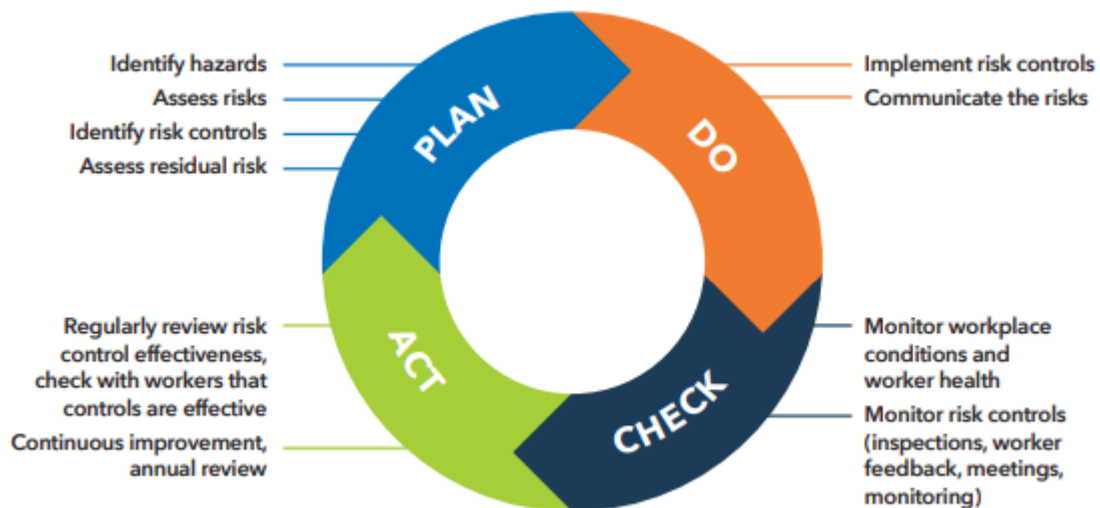 Identify hazards
Assess risks
Identify risk controls
Assess residual risk
PLAN
DO
Implement risk controls
Communicate the risks
Regularly review risk
control effectiveness,
check with workers that
controls are effective
Continuous improvement,
annual review
ACT
CHECK
Monitor workplace
conditions and
worker health
Monitor risk controls
(inspections, worker
feedback, meetings,
monitoring)